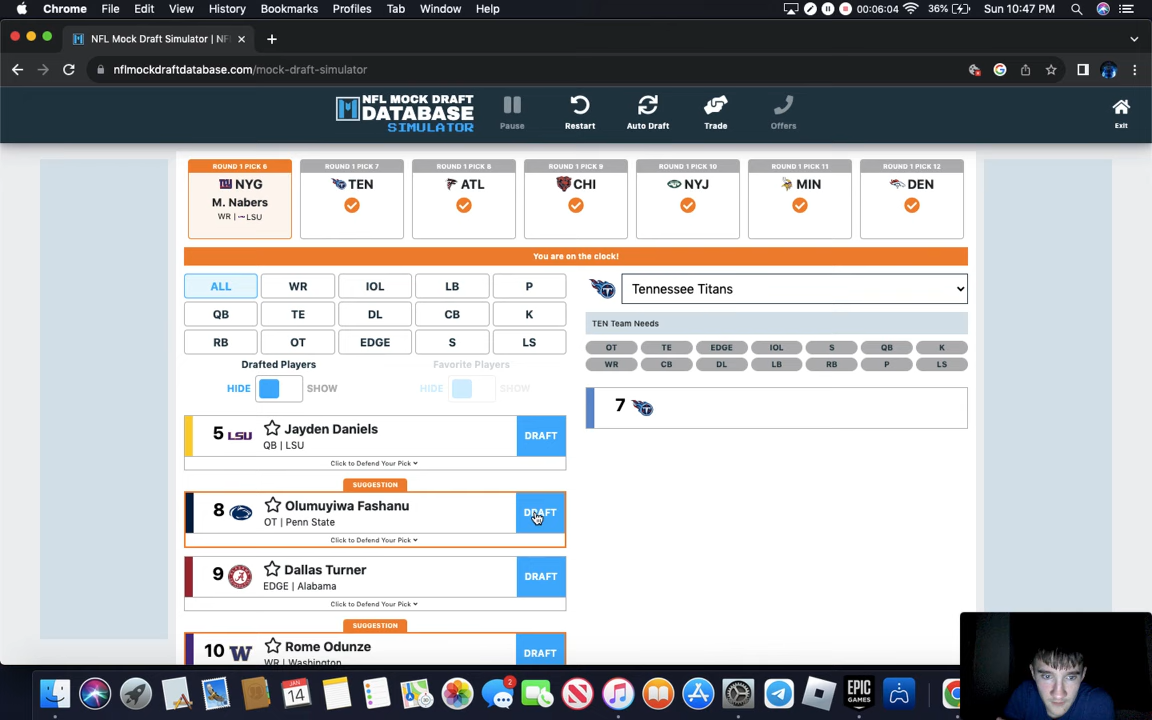 Chrome File Edit View History Bookmarks Profiles Tab Window Help 00:06:04 36% Sun 10:47 PM
NFL Mock Draft Simulator | NF
nflmockdraftdatabase.com/mock-draft-simulator
NFL MOCK DRAFT
DATABASE
SIMULATOR
Pause Restart Auto Draft Trade Offers Exit
ROUND 1 PICK 6 ROUND 1 PICK 7 ROUND 1 PICK 8 ROUND 1 PICK 9 ROUND 1 PICK 10 ROUND 1 PICK 11 ROUND 1 PICK 12
NYG TEN ATL CHI NYJ MIN DEN
M. Nabers
WR | LSU
You are on the clock!
ALL WR IOL LB P
QB TE DL CB K
RB OT EDGE S LS
Drafted Players Favorite Players
HIDE SHOW HIDE SHOW
Tennessee Titans
TEN Team Needs
OT TE EDGE IOL S QB K
WR CB DL LB RB P LS
7
5 LSU Jayden Daniels
QB | LSU
DRAFT
Click to Defend Your Pick
SUGGESTION
8 Olumuyiwa Fashanu
OT | Penn State
DRAFT
Click to Defend Your Pick
9 Dallas Turner
EDGE | Alabama
DRAFT
Click to Defend Your Pick
SUGGESTION
10 W Rome Odunze
WR | Washington
DRAFT
JAN
14
2
EPIC
GAMES